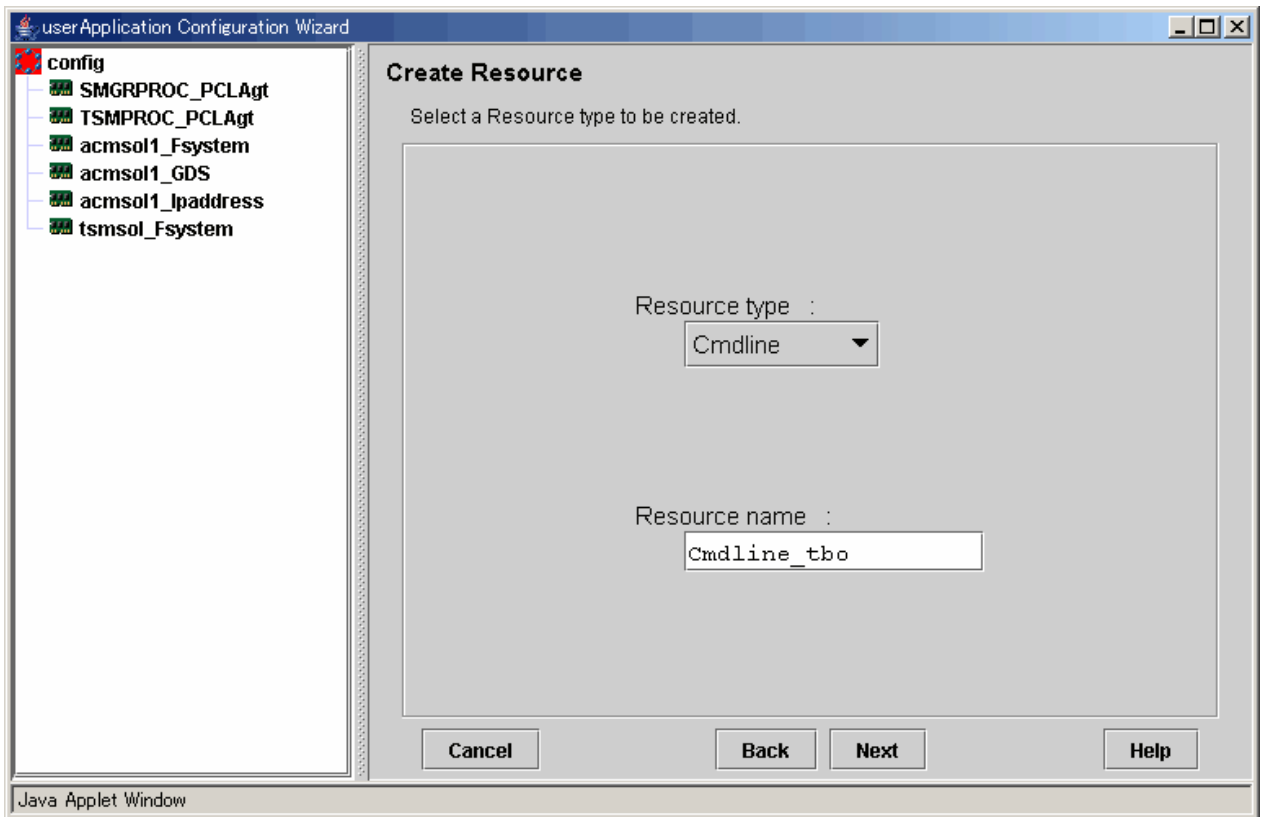 userApplication Configuration Wizard
config
SMGRPROC_PCLAgt
TSMPROC_PCLAgt
acmsol1_Fsystem
acmsol1_GDS
acmsol1_Ipaddress
tsmsol_Fsystem
Create Resource
Select a Resource type to be created.
Resource type :
Cmdline
Resource name :
Cmdline_tbo
Cancel Back Next Help
Java Applet Window